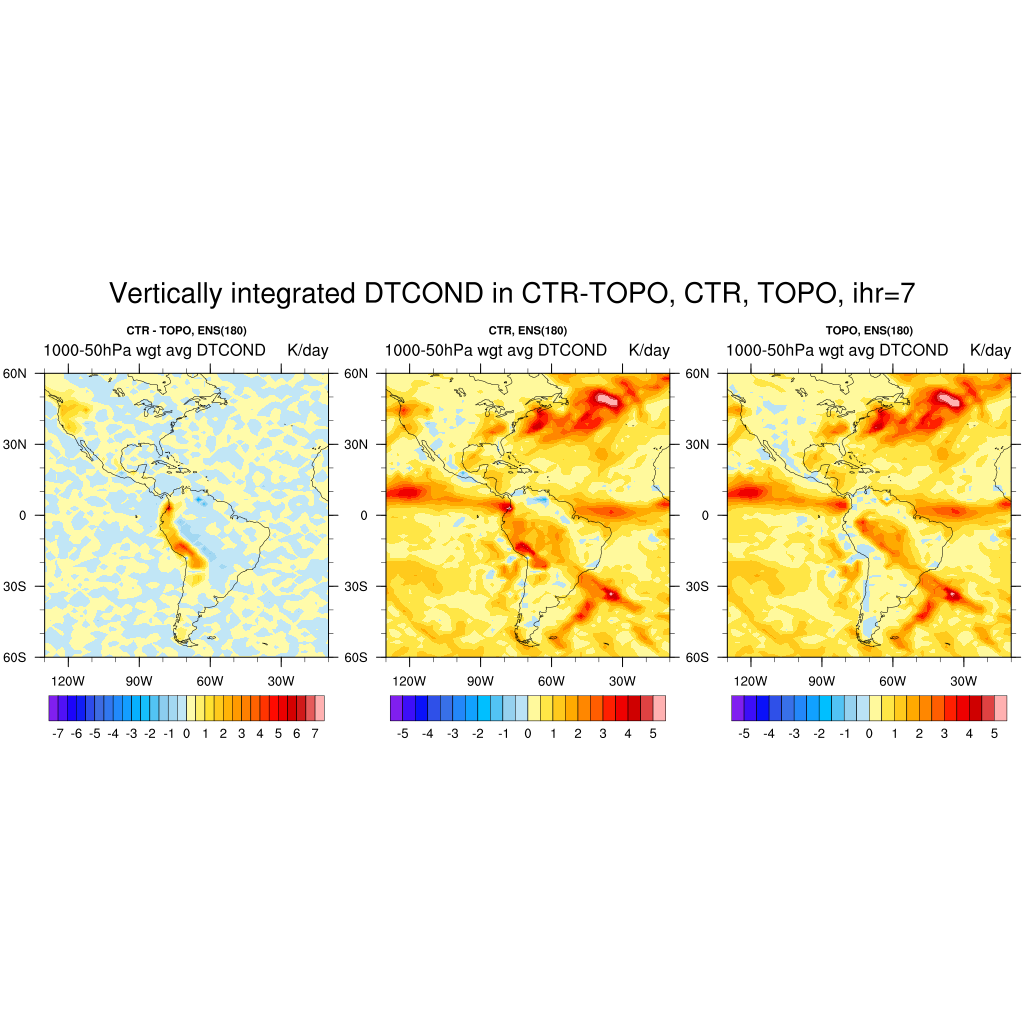 Vertically integrated DTCOND in CTR-TOPO, CTR, TOPO, ihr=7
CTR - TOPO, ENS(180)
1000-50hPa wgt avg DTCOND K/day
60N
30N
0
30S
60S
120W 90W 60W 30W
-7 -6 -5 -4 -3 -2 -1 0 1 2 3 4 5 6 7
CTR, ENS(180)
1000-50hPa wgt avg DTCOND K/day
60N
30N
0
30S
60S
120W 90W 60W 30W
-5 -4 -3 -2 -1 0 1 2 3 4 5
TOPO, ENS(180)
1000-50hPa wgt avg DTCOND K/day
60N
30N
0
30S
60S
120W 90W 60W 30W
-5 -4 -3 -2 -1 0 1 2 3 4 5